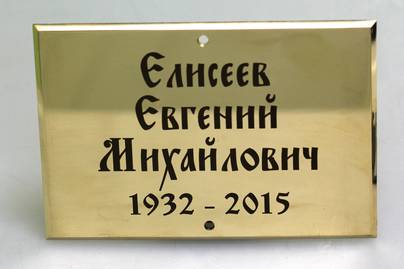 Елисеев
Евгений
Михайлович
1932 - 2015